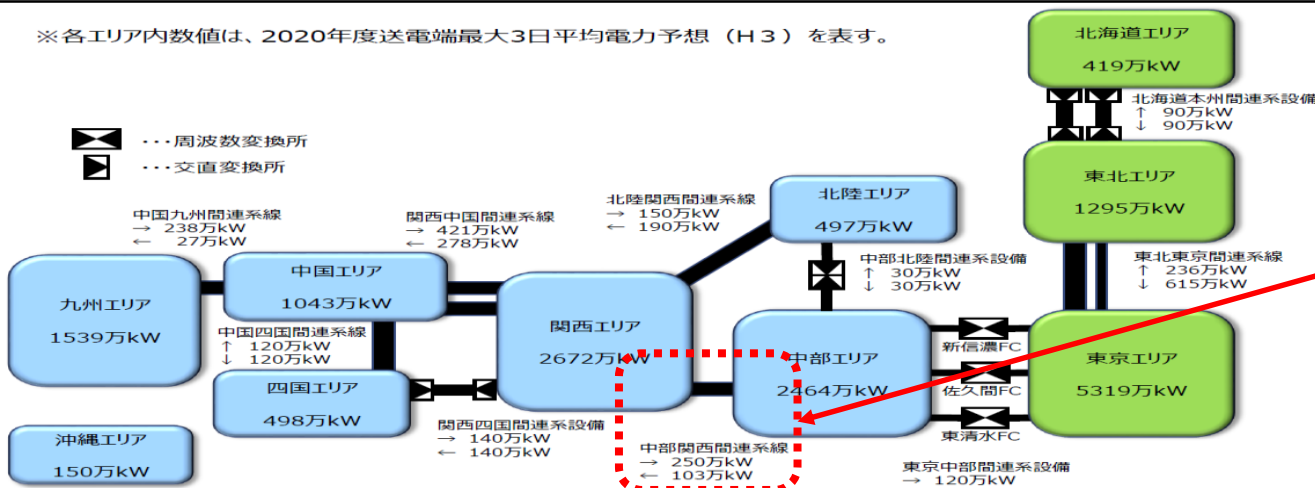 ※各エリア内数値は、2020年度送電端最大3日平均電力予想（H3）を表す。
北海道エリア
419万kW
…周波数変換所
…交直変換所
北海道本州間連系設備
↑ 90万kW
↓ 90万kW
東北エリア
1295万kW
北陸エリア
497万kW
北陸関西間連系線
→ 150万kW
← 190万kW
中国九州間連系線
→ 238万kW
← 27万kW
関西中国間連系線
→ 421万kW
← 278万kW
中部北陸間連系設備
↑ 30万kW
↓ 30万kW
東北東京間連系線
↑ 236万kW
↓ 615万kW
九州エリア
1539万kW
中国エリア
1043万kW
中国四国間連系線
↑ 120万kW
↓ 120万kW
関西エリア
2672万kW
中部エリア
2464万kW
新信濃FC
佐久間FC
東清水FC
東京エリア
5319万kW
四国エリア
498万kW
関西四国間連系設備
→ 140万kW
← 140万kW
中部関西間連系線
→ 250万kW
← 103万kW
東京中部間連系設備
→ 120万kW
沖縄エリア
150万kW